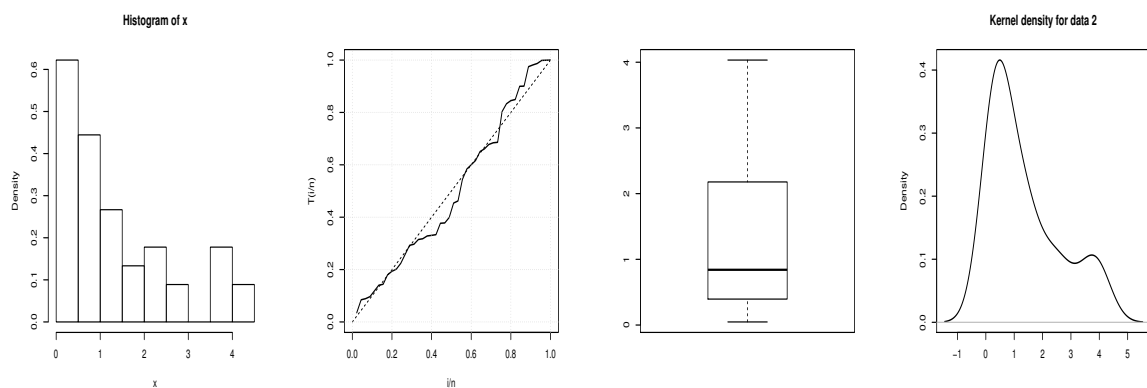 Histogram of x
Density
0.0 0.1 0.2 0.3 0.4 0.5 0.6
0 1 2 3 4
x
T(i/n)
0.0 0.2 0.4 0.6 0.8 1.0
0.0 0.2 0.4 0.6 0.8 1.0
i/n
0 1 2 3 4
Kernel density for data 2
Density
0.0 0.1 0.2 0.3 0.4
−1 0 1 2 3 4 5